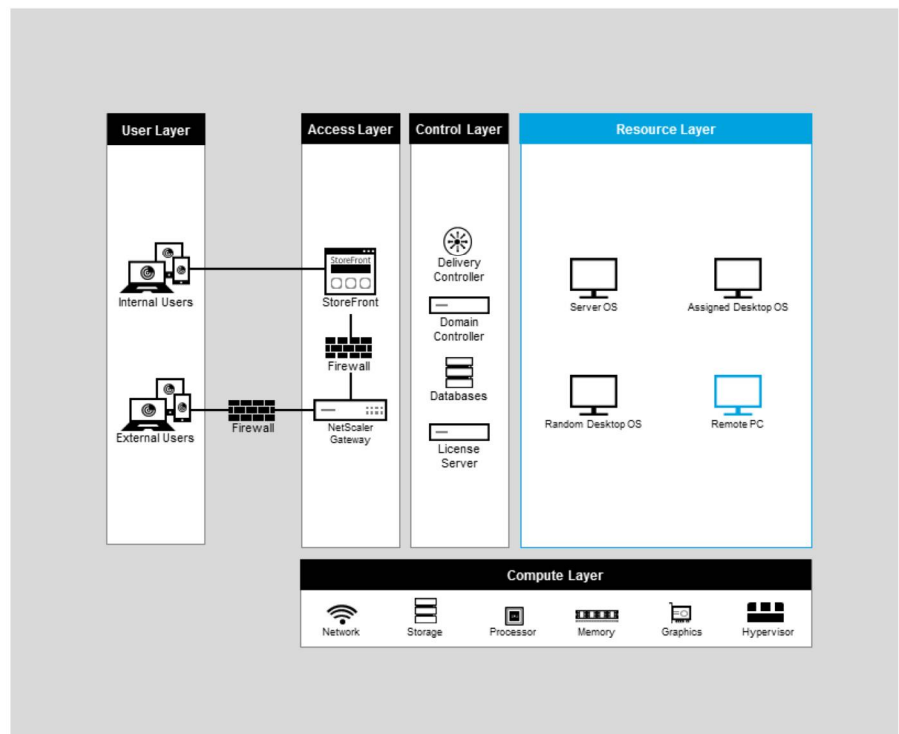 User Layer
Access Layer
Control Layer
Resource Layer
StoreFront
Internal Users
StoreFront
Delivery
Controller
Server OS
Assigned Desktop OS
Domain
Controller
Firewall
Databases
External Users
Firewall
NetScaler
Gateway
Random Desktop OS
Remote PC
License
Server
Compute Layer
Network
Storage
Processor
Memory
Graphics
Hypervisor